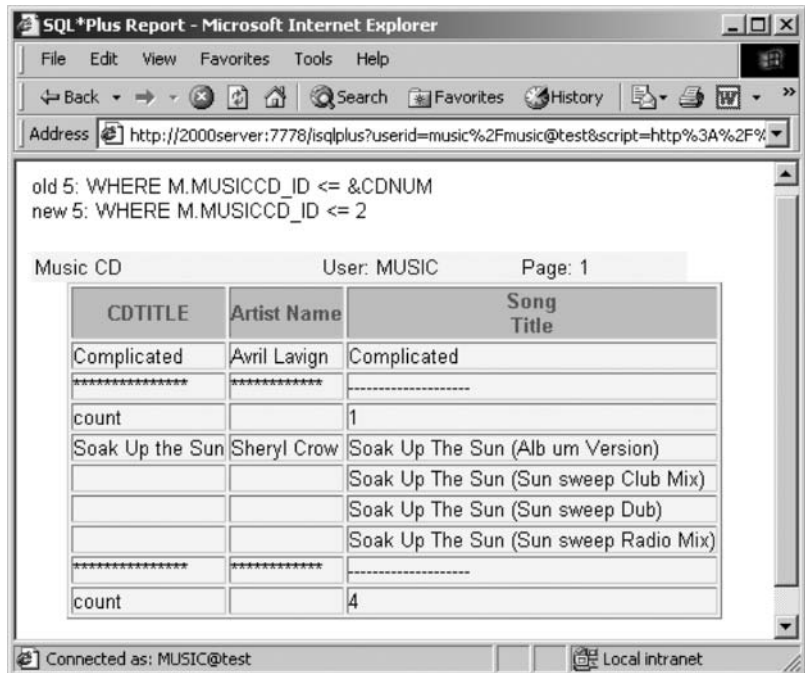 SQL*Plus Report - Microsoft Internet Explorer
File Edit View Favorites Tools Help
Back Search Favorites History
Address http://2000server:7778/isqlplus?userid=music%2Fmusic@test&script=http%3A%2F%
old 5: WHERE M.MUSICCD_ID <= &CDNUM
new 5: WHERE M.MUSICCD_ID <= 2
Music CD User: MUSIC Page: 1
CDTITLE Artist Name Song Title
Complicated Avril Lavign Complicated
*************** ************ --------------------
count 1
Soak Up the Sun Sheryl Crow Soak Up The Sun (Alb um Version)
Soak Up The Sun (Sun sweep Club Mix)
Soak Up The Sun (Sun sweep Dub)
Soak Up The Sun (Sun sweep Radio Mix)
*************** ************ --------------------
count 4
Connected as: MUSIC@test Local intranet